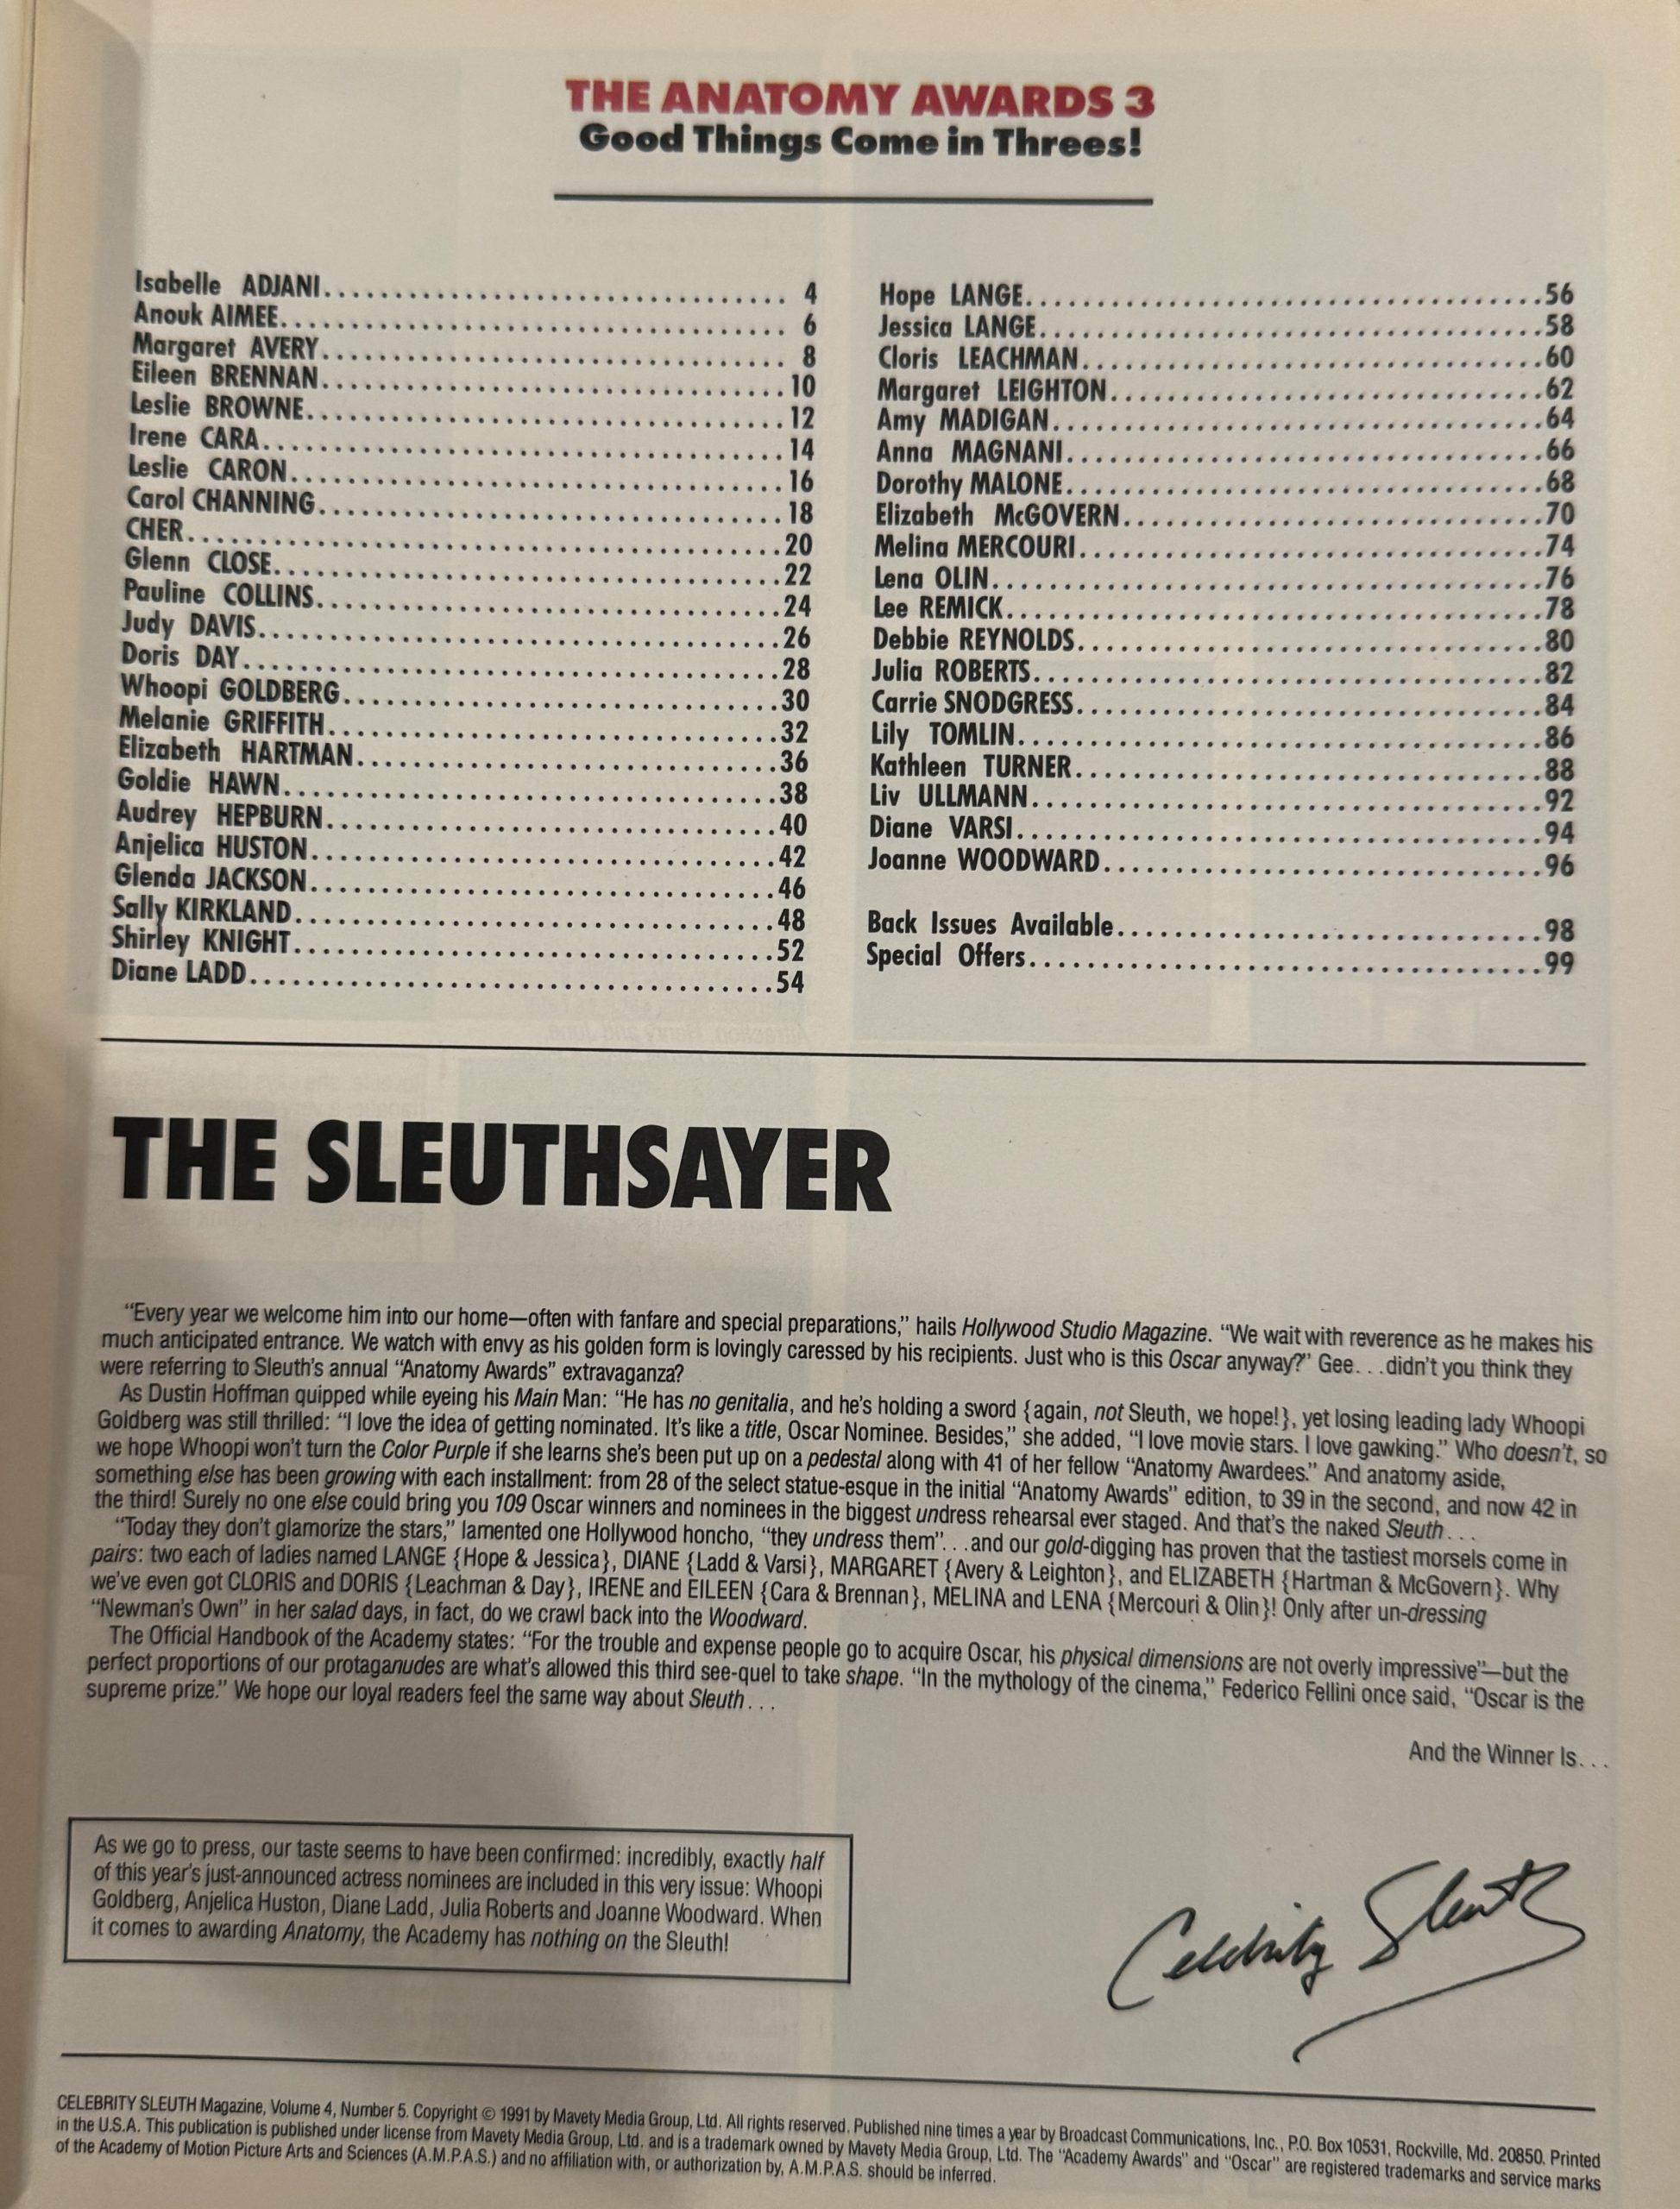 THE ANATOMY AWARDS 3
Good Things Come in Threes!
Isabelle ADJANI.................................. 4
Anouk AIMEE.................................... 6
Margaret AVERY................................. 8
Eileen BRENNAN.................................10
Leslie BROWNE..................................12
Irene CARA.....................................14
Leslie CARON...................................16
Carol CHANNING.................................18
CHER...........................................20
Glenn CLOSE....................................22
Pauline COLLINS................................24
Judy DAVIS.....................................26
Doris DAY......................................28
Whoopi GOLDBERG................................30
Melanie GRIFFITH...............................32
Elizabeth HARTMAN..............................36
Goldie HAWN....................................38
Audrey HEPBURN.................................40
Anjelica HUSTON................................42
Glenda JACKSON.................................46
Sally KIRKLAND.................................48
Shirley KNIGHT.................................52
Diane LADD.....................................54
Hope LANGE.....................................56
Jessica LANGE..................................58
Cloris LEACHMAN................................60
Margaret LEIGHTON..............................62
Amy MADIGAN....................................64
Anna MAGNANI...................................66
Dorothy MALONE.................................68
Elizabeth McGOVERN.............................70
Melina MERCOURI................................74
Lena OLIN......................................76
Lee REMICK.....................................78
Debbie REYNOLDS................................80
Julia ROBERTS..................................82
Carrie SNODGRESS...............................84
Lily TOMLIN....................................86
Kathleen TURNER................................88
Liv ULLMANN....................................92
Diane VARSI....................................94
Joanne WOODWARD................................96
Back Issues Available..........................98
Special Offers.................................99
THE SLEUTHSAYER
“Every year we welcome him into our home—often with fanfare and special preparations,” hails Hollywood Studio Magazine. “We wait with reverence as he makes his
much anticipated entrance. We watch with envy as his golden form is lovingly caressed by his recipients. Just who is this Oscar anyway?” Gee. . .didn’t you think they
were referring to Sleuth’s annual “Anatomy Awards” extravaganza?
As Dustin Hoffman quipped while eyeing his Main Man: “He has no genitalia, and he’s holding a sword {again, not Sleuth, we hope!}, yet losing leading lady Whoopi
Goldberg was still thrilled: “I love the idea of getting nominated. It’s like a title, Oscar Nominee. Besides,” she added, “I love movie stars. I love gawking.” Who doesn’t, so
we hope Whoopi won’t turn the Color Purple if she learns she’s been put up on a pedestal along with 41 of her fellow “Anatomy Awardees.” And anatomy aside,
something else has been growing with each installment: from 28 of the select statue-esque in the initial “Anatomy Awards” edition, to 39 in the second, and now 42 in
the third! Surely no one else could bring you 109 Oscar winners and nominees in the biggest undress rehearsal ever staged. And that’s the naked Sleuth . . .
“Today they don’t glamorize the stars,” lamented one Hollywood honcho, “they undress them”. . .and our gold-digging has proven that the tastiest morsels come in
pairs: two each of ladies named LANGE {Hope & Jessica}, DIANE {Ladd & Varsi}, MARGARET {Avery & Leighton}, and ELIZABETH {Hartman & McGovern}. Why
we’ve even got CLORIS and DORIS {Leachman & Day}, IRENE and EILEEN {Cara & Brennan}, MELINA and LENA {Mercouri & Olin}! Only after un-dressing
“Newman’s Own” in her salad days, in fact, do we crawl back into the Woodward.
The Official Handbook of the Academy states: “For the trouble and expense people go to acquire Oscar, his physical dimensions are not overly impressive”—but the
perfect proportions of our protaganudes are what’s allowed this third see-quel to take shape. “In the mythology of the cinema,” Federico Fellini once said, “Oscar is the
supreme prize.” We hope our loyal readers feel the same way about Sleuth . . .
And the Winner Is. . .
As we go to press, our taste seems to have been confirmed: incredibly, exactly half
of this year’s just-announced actress nominees are included in this very issue: Whoopi
Goldberg, Anjelica Huston, Diane Ladd, Julia Roberts and Joanne Woodward. When
it comes to awarding Anatomy, the Academy has nothing on the Sleuth!
Celebrity Sleuth
CELEBRITY SLEUTH Magazine, Volume 4, Number 5. Copyright © 1991 by Mavety Media Group, Ltd. All rights reserved. Published nine times a year by Broadcast Communications, Inc., P.O. Box 10531, Rockville, Md. 20850. Printed
in the U.S.A. This publication is published under license from Mavety Media Group, Ltd. and is a trademark owned by Mavety Media Group, Ltd. The “Academy Awards” and “Oscar” are registered trademarks and service marks
of the Academy of Motion Picture Arts and Sciences (A.M.P.A.S.) and no affiliation with, or authorization by, A.M.P.A.S. should be inferred.